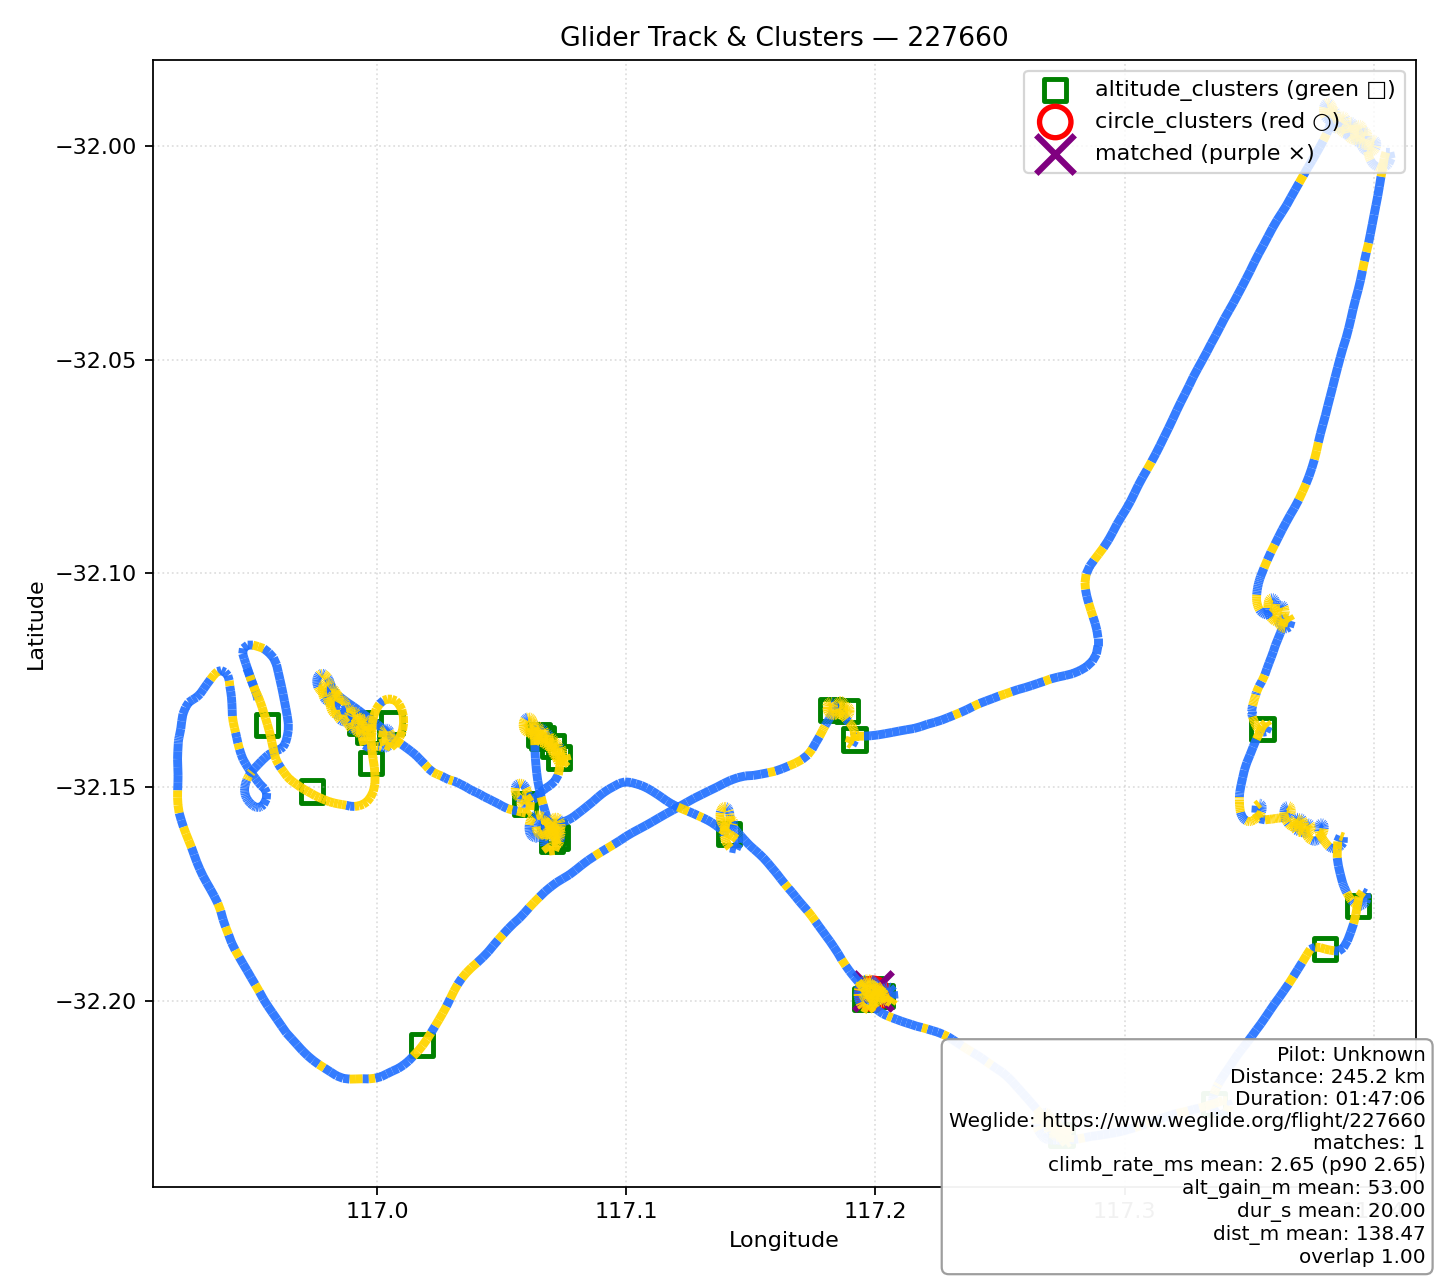 Glider Track & Clusters — 227660
altitude_clusters (green □)
circle_clusters (red ○)
matched (purple ×)
Latitude
−32.00
−32.05
−32.10
−32.15
−32.20
117.0
117.1
117.2
117.3
Longitude
Pilot: Unknown
Distance: 245.2 km
Duration: 01:47:06
Weglide: https://www.weglide.org/flight/227660
matches: 1
climb_rate_ms mean: 2.65 (p90 2.65)
alt_gain_m mean: 53.00
dur_s mean: 20.00
dist_m mean: 138.47
overlap 1.00